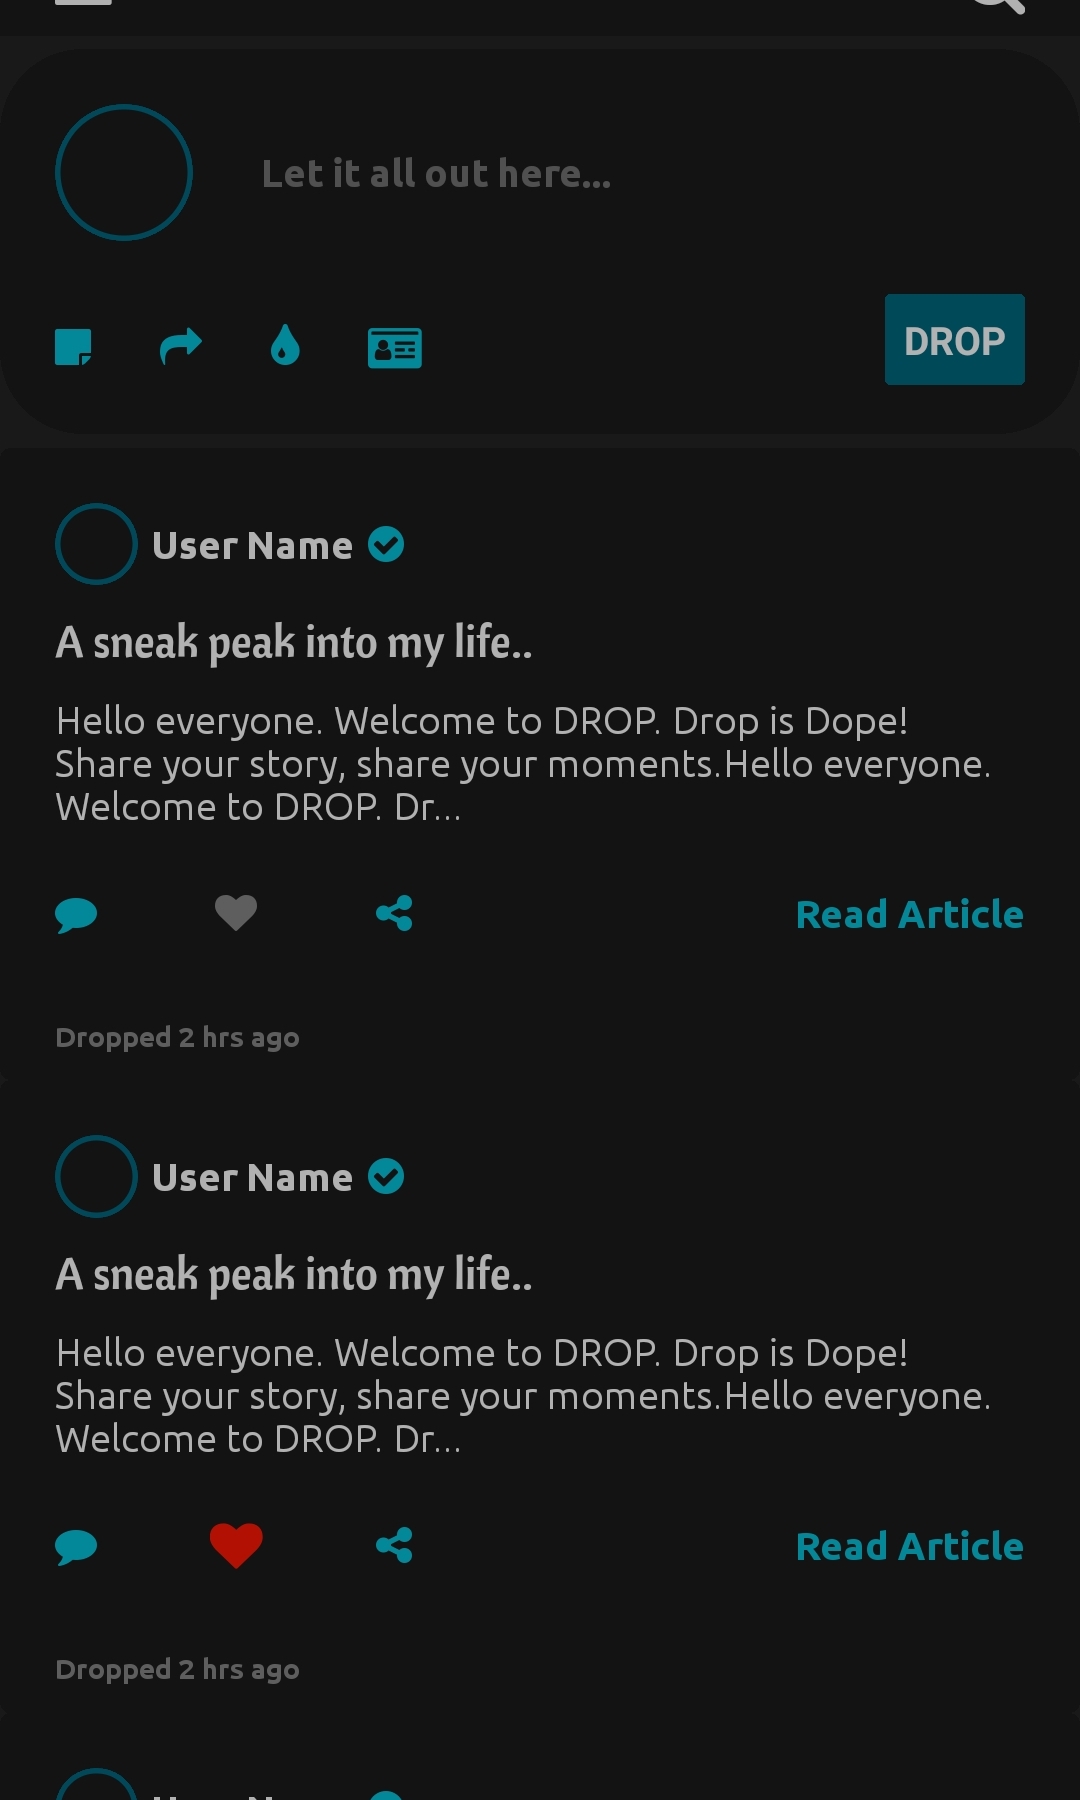 Let it all out here...
DROP
User Name
A sneak peak into my life..
Hello everyone. Welcome to DROP. Drop is Dope!
Share your story, share your moments.Hello everyone.
Welcome to DROP. Dr...
Read Article
Dropped 2 hrs ago
User Name
A sneak peak into my life..
Hello everyone. Welcome to DROP. Drop is Dope!
Share your story, share your moments.Hello everyone.
Welcome to DROP. Dr...
Read Article
Dropped 2 hrs ago